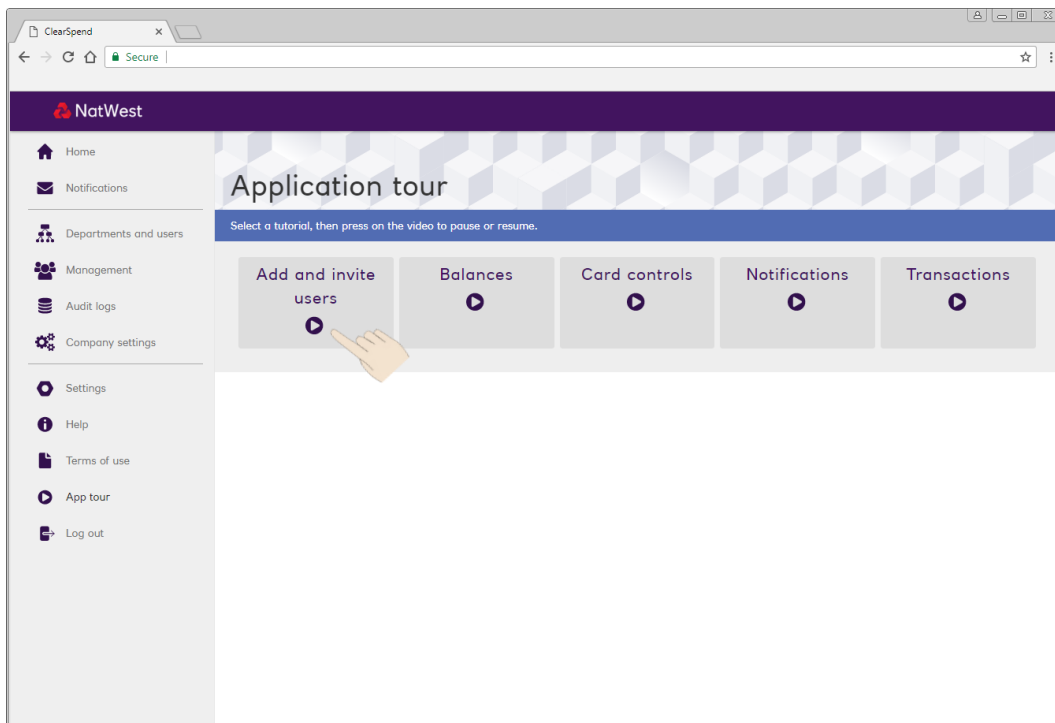 ClearSpend
Secure
NatWest
Home
Notifications
Departments and users
Management
Audit logs
Company settings
Settings
Help
Terms of use
App tour
Log out
Application tour
Select a tutorial, then press on the video to pause or resume.
Add and invite
users
Balances
Card controls
Notifications
Transactions